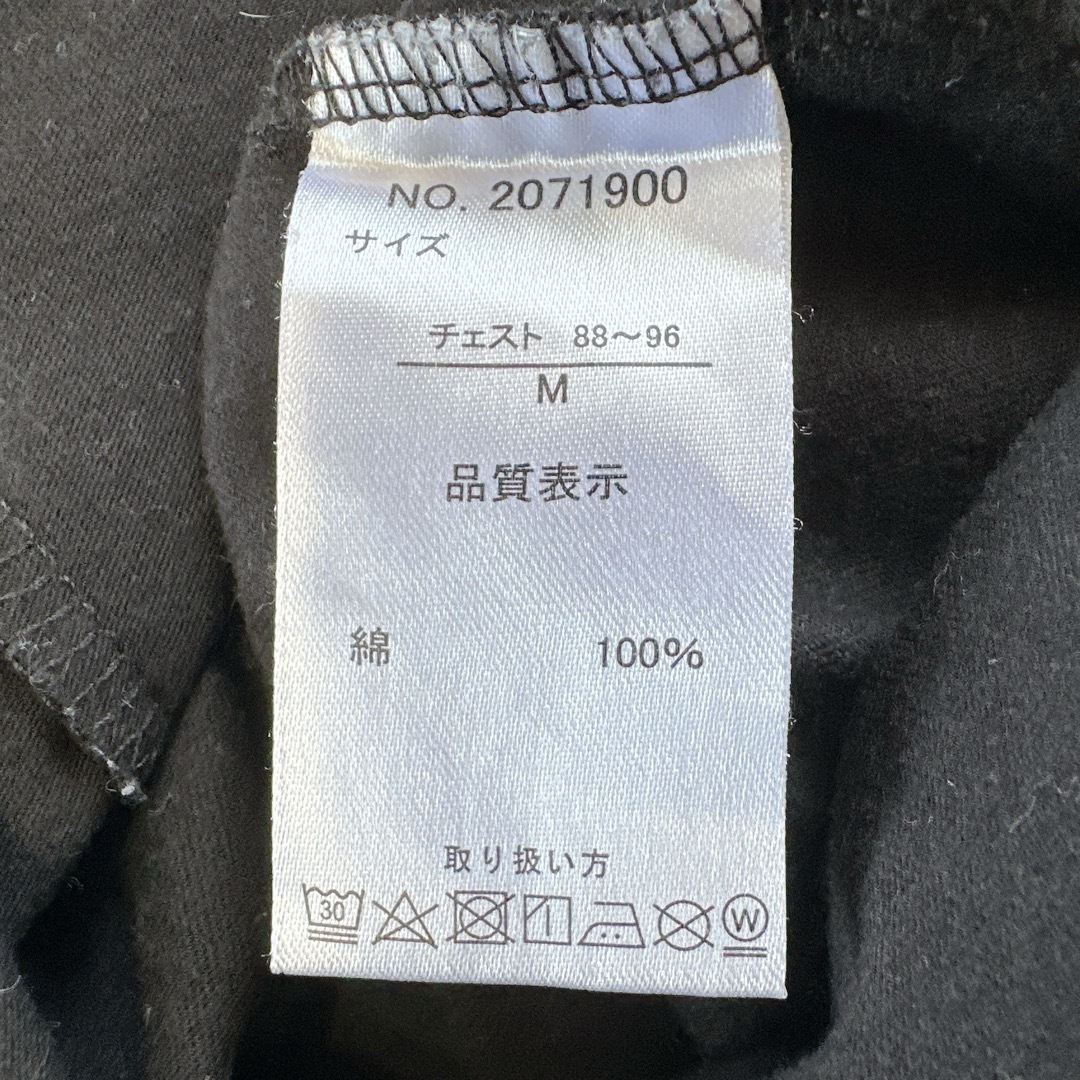 NO. 2071900
サイズ
チェスト 88～96
M
品質表示
綿 100%
取り扱い方
30 W